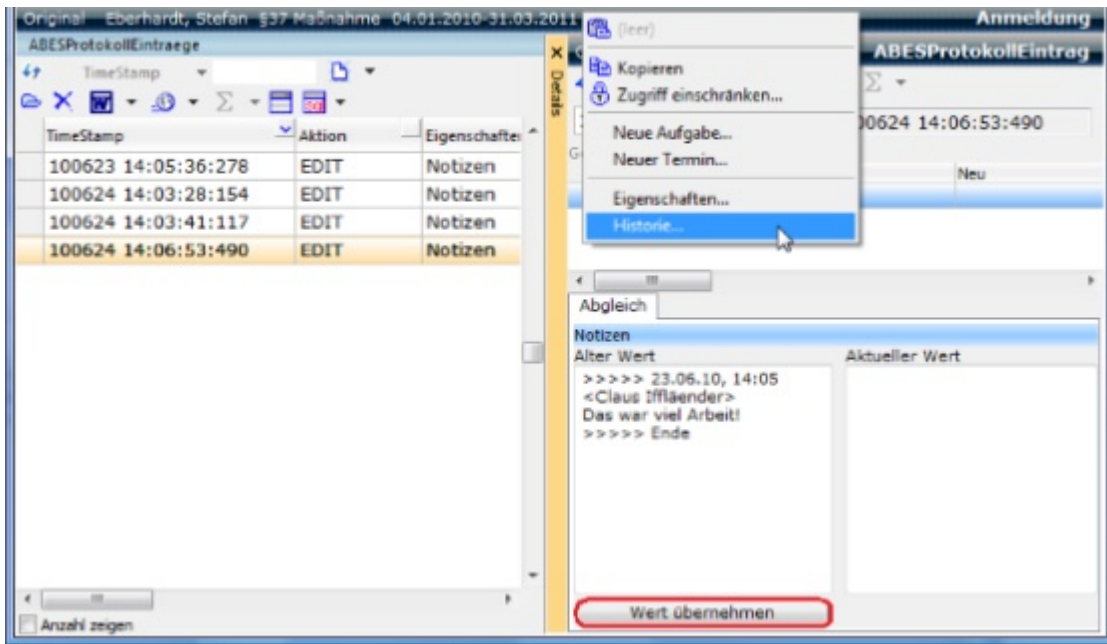 Original Eberhardt, Stefan §37 Maßnahme 04.01.2010-31.03.2011
Anmeldung
ABESProtokollEintraege
TimeStamp
TimeStamp Aktion Eigenschafte
100623 14:05:36:278 EDIT Notizen
100624 14:03:28:154 EDIT Notizen
100624 14:03:41:117 EDIT Notizen
100624 14:06:53:490 EDIT Notizen
Anzahl zeigen
Details
ABESProtokollEintrag
(leer)
Kopieren
Zugriff einschränken...
Neue Aufgabe...
Neuer Termin...
Eigenschaften...
Historie...
00624 14:06:53:490
Neu
Abgleich
Notizen
Alter Wert Aktueller Wert
>>>>> 23.06.10, 14:05
<Claus Iffläender>
Das war viel Arbeit!
>>>>> Ende
Wert übernehmen